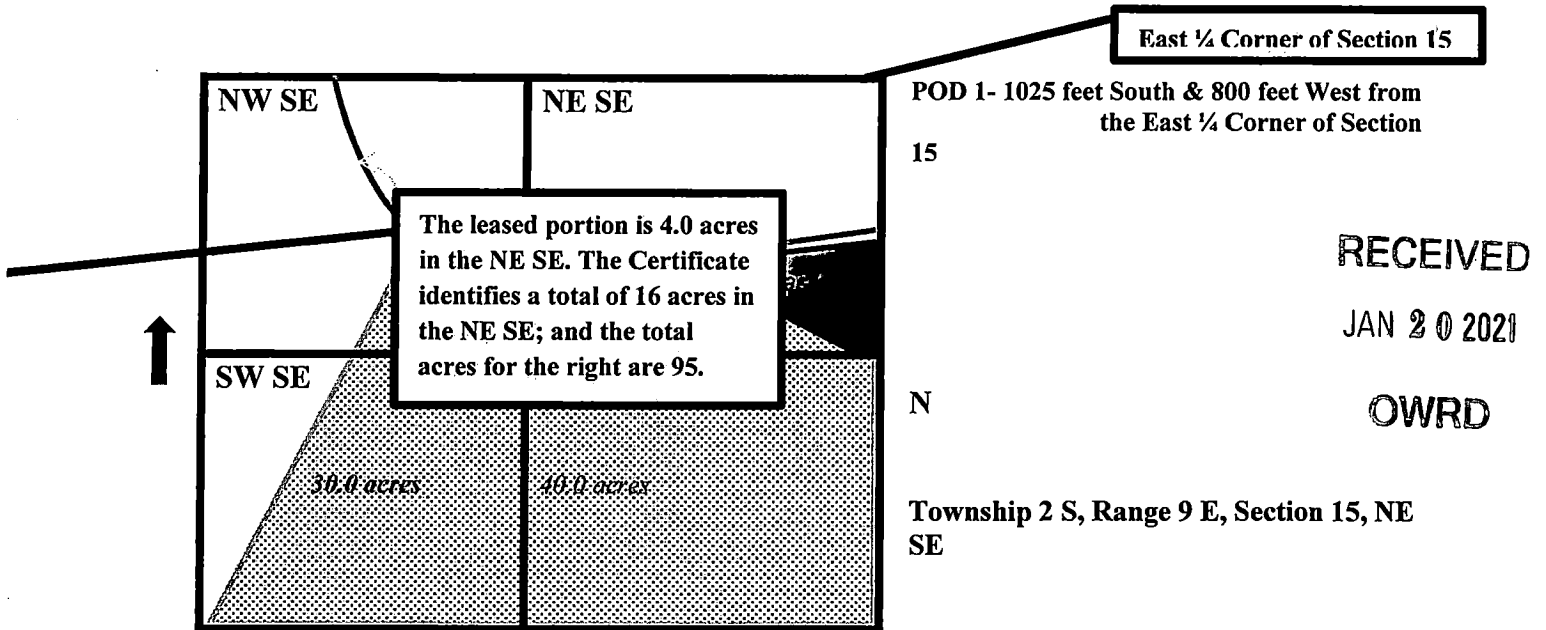 East ¼ Corner of Section 15
NW SE
NE SE
POD 1- 1025 feet South & 800 feet West from
the East ¼ Corner of Section
15
The leased portion is 4.0 acres
in the NE SE. The Certificate
identifies a total of 16 acres in
the NE SE; and the total
acres for the right are 95.
RECEIVED
JAN 20 2021
OWRD
SW SE
N
30.0 acres
40.0 acres
Township 2 S, Range 9 E, Section 15, NE
SE